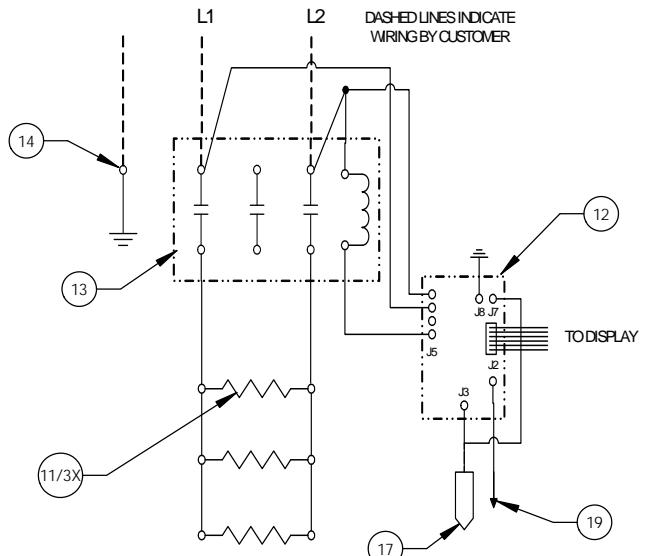 L1 L2 DASHED LINES INDICATE
WIRING BY CUSTOMER
14
12
13
J8 J7
J5
TO DISPLAY
J2
J3
11/3X
19
17